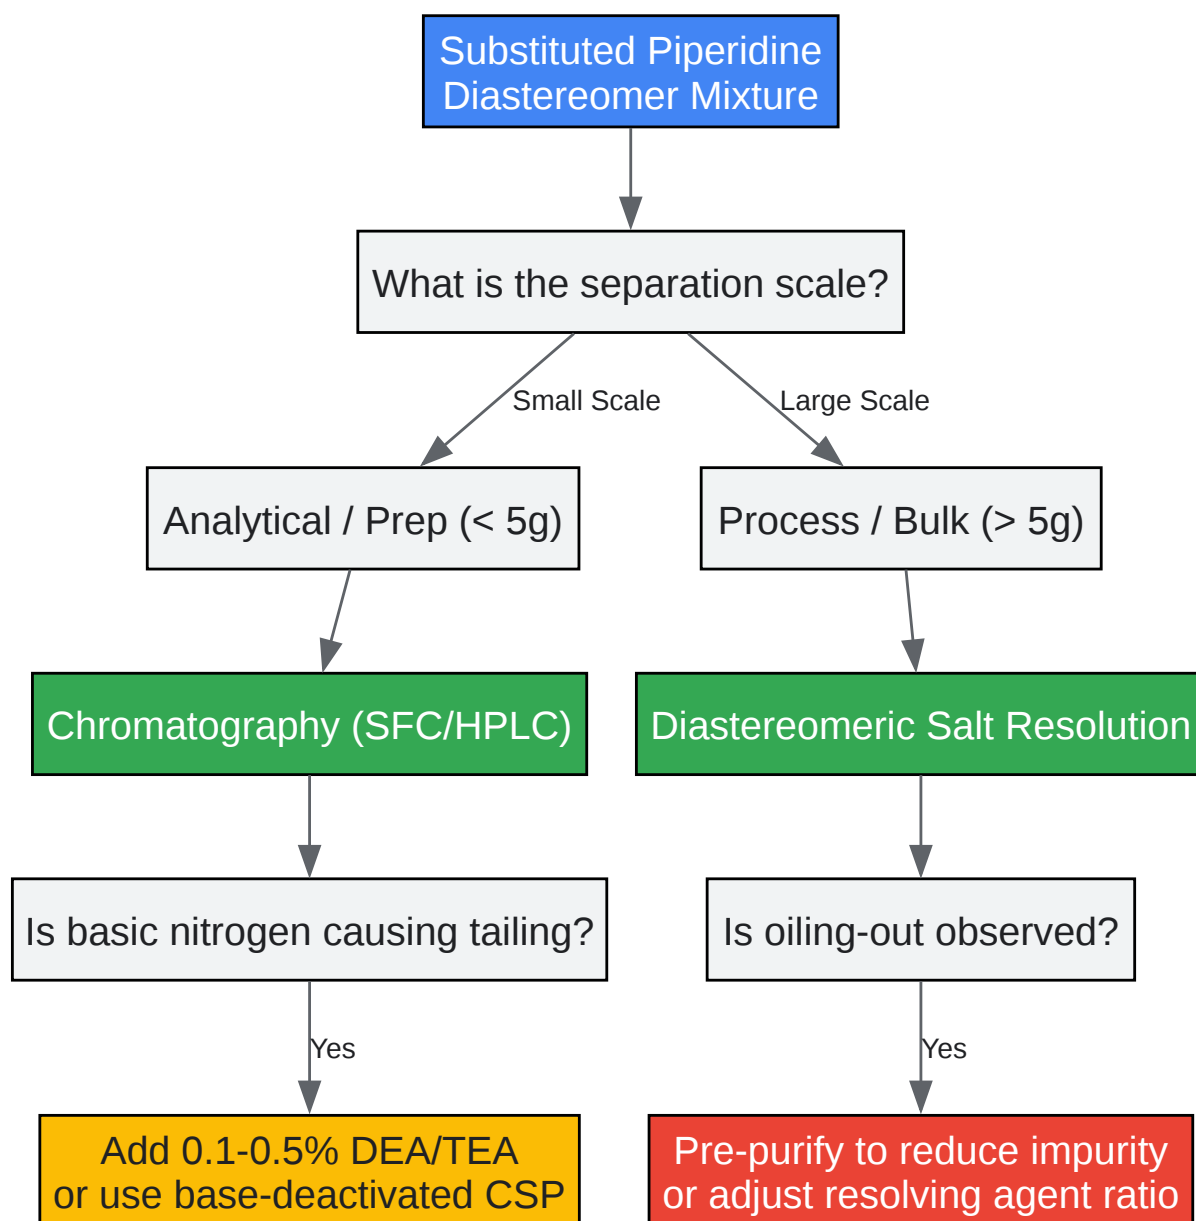 Substituted Piperidine
Diastereomer Mixture
What is the separation scale?
Small Scale
Large Scale
Analytical / Prep (< 5g)
Process / Bulk (> 5g)
Chromatography (SFC/HPLC)
Diastereomeric Salt Resolution
Is basic nitrogen causing tailing?
Is oiling-out observed?
Yes
Yes
Add 0.1-0.5% DEA/TEA
or use base-deactivated CSP
Pre-purify to reduce impurity
or adjust resolving agent ratio